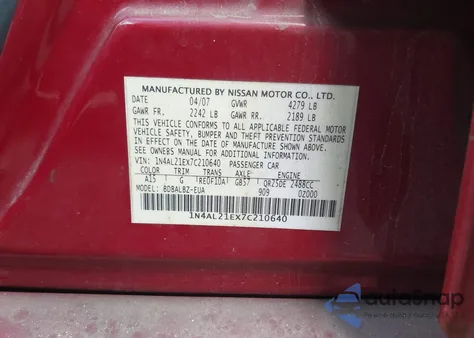 MANUFACTURED BY NISSAN MOTOR CO., LTD.
DATE 04/07 GVWR 4279 LB
GAWR FR. 2242 LB GAWR RR. 2189 LB
THIS VEHICLE CONFORMS TO ALL APPLICABLE FEDERAL MOTOR
VEHICLE SAFETY, BUMPER AND THEFT PREVENTION STANDARDS
IN EFFECT ON THE DATE OF MANUFACTURE SHOWN ABOVE.
SEE OWNERS MANUAL FOR ADDITIONAL INFORMATION.
VIN: 1N4AL21EX7C210640 PASSENGER CAR
COLOR TRIM TRANS AXLE ENGINE
A15 G (RE0F10A) GB57 QR25DE 2488CC
MODEL: BDBALBZ-EUA 909 0Z000
1N4AL21EX7C210640
AutoSnap